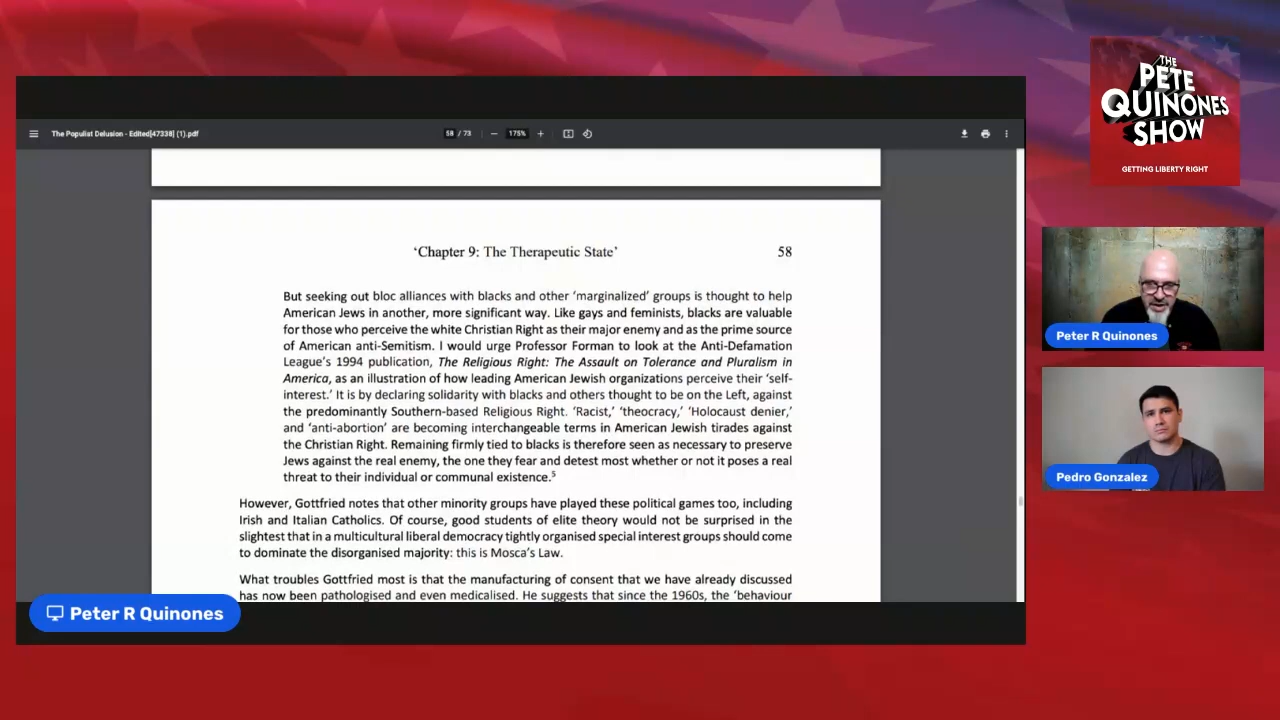 The Populist Delusion - Edited[47338] (1).pdf
58 / 73
175%
'Chapter 9: The Therapeutic State'
58
But seeking out bloc alliances with blacks and other 'marginalized' groups is thought to help
American Jews in another, more significant way. Like gays and feminists, blacks are valuable
for those who perceive the white Christian Right as their major enemy and as the prime source
of American anti-Semitism. I would urge Professor Forman to look at the Anti-Defamation
League's 1994 publication, The Religious Right: The Assault on Tolerance and Pluralism in
America, as an illustration of how leading American Jewish organizations perceive their 'self-
interest.' It is by declaring solidarity with blacks and others thought to be on the Left, against
the predominantly Southern-based Religious Right. 'Racist,' 'theocracy,' 'Holocaust denier,'
and 'anti-abortion' are becoming interchangeable terms in American Jewish tirades against
the Christian Right. Remaining firmly tied to blacks is therefore seen as necessary to preserve
Jews against the real enemy, the one they fear and detest most whether or not it poses a real
threat to their individual or communal existence.5
However, Gottfried notes that other minority groups have played these political games too, including
Irish and Italian Catholics. Of course, good students of elite theory would not be surprised in the
slightest that in a multicultural liberal democracy tightly organised special interest groups should come
to dominate the disorganised majority: this is Mosca's Law.
What troubles Gottfried most is that the manufacturing of consent that we have already discussed
has now been pathologised and even medicalised. He suggests that since the 1960s, the 'behaviour
Peter R Quinones
THE
PETE
QUINONES
SHOW
GETTING LIBERTY RIGHT
Peter R Quinones
Pedro Gonzalez